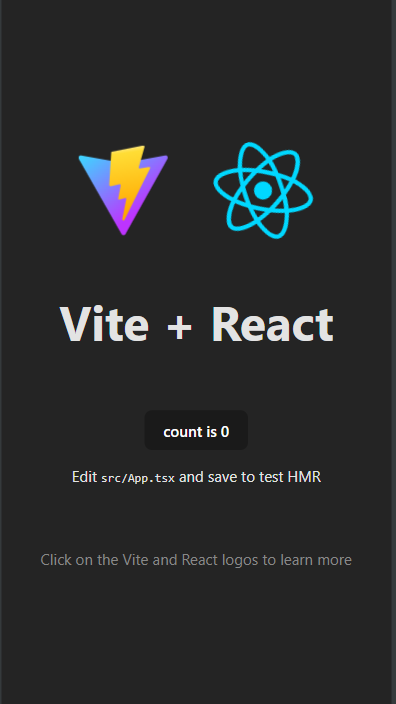 Vite + React
count is 0
Edit src/App.tsx and save to test HMR
Click on the Vite and React logos to learn more